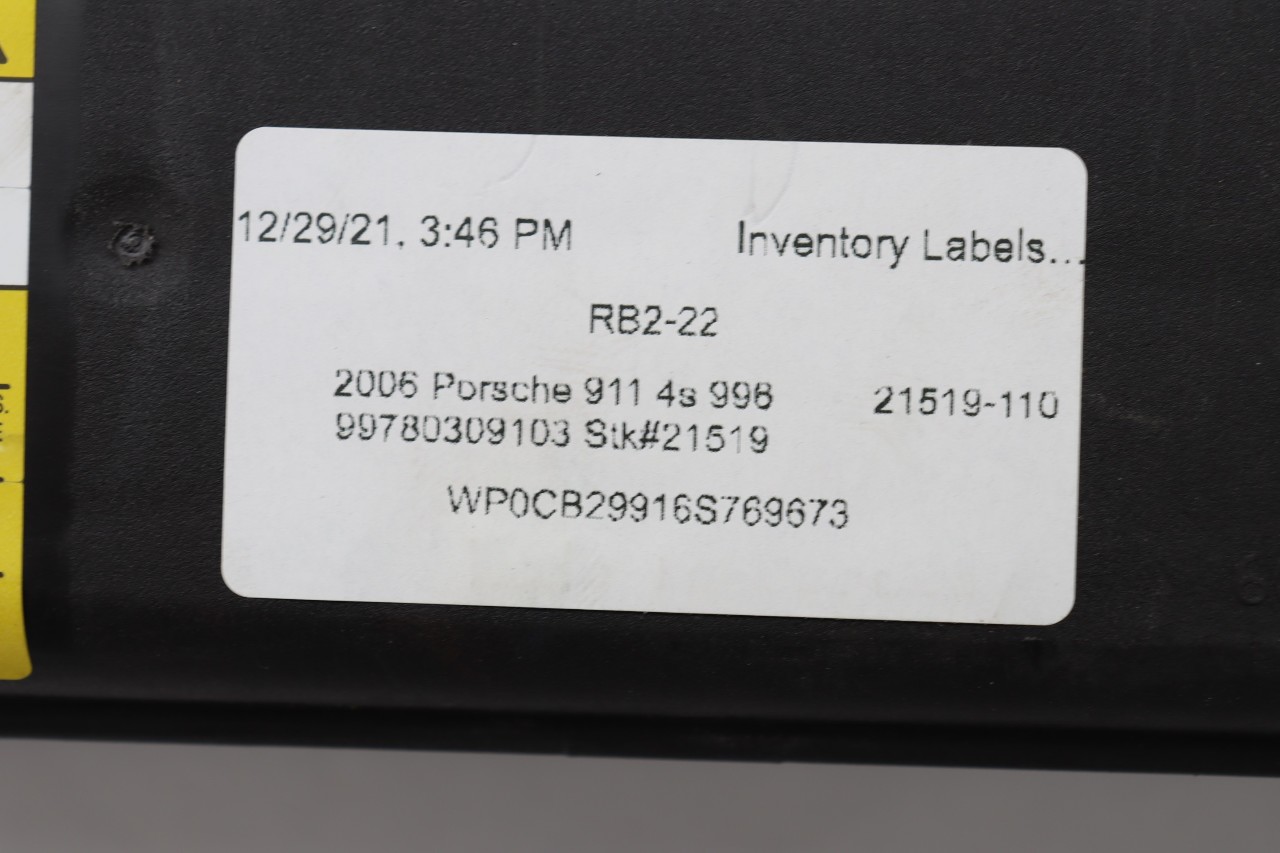 12/29/21, 3:46 PM Inventory Labels...
RB2-22
2006 Porsche 911 4s 996 21519-110
99780309103 Stk#21519
WP0CB29916S769673